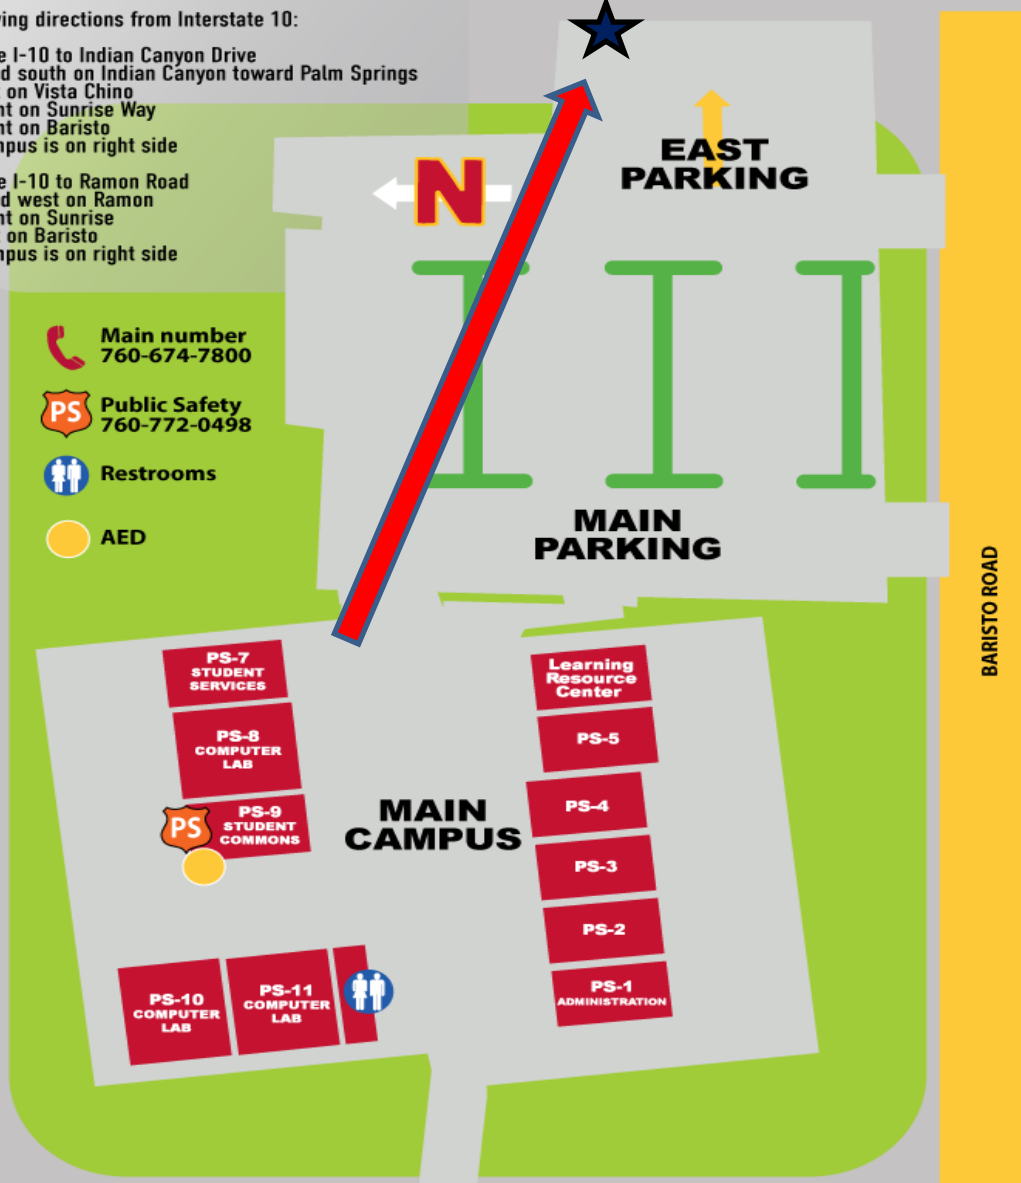 ving directions from Interstate 10:
e I-10 to Indian Canyon Drive
d south on Indian Canyon toward Palm Springs
on Vista Chino
nt on Sunrise Way
nt on Baristo
mpus is on right side
e I-10 to Ramon Road
d west on Ramon
nt on Sunrise
on Baristo
mpus is on right side
N
EAST
PARKING
Main number
760-674-7800
PS
Public Safety
760-772-0498
Restrooms
AED
MAIN
PARKING
BARISTO ROAD
PS-7
STUDENT
SERVICES
PS-8
COMPUTER
LAB
PS
PS-9
STUDENT
COMMONS
MAIN
CAMPUS
Learning
Resource
Center
PS-5
PS-4
PS-3
PS-2
PS-1
ADMINISTRATION
PS-10
COMPUTER
LAB
PS-11
COMPUTER
LAB